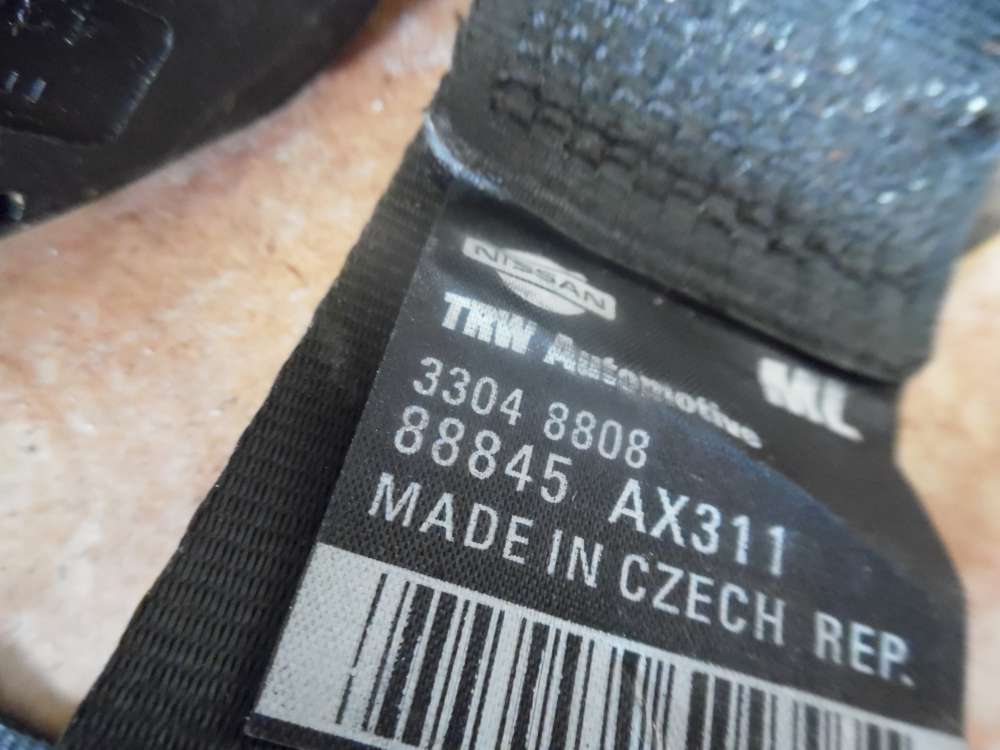 NISSAN
TRW Automotive ML
3304 8808
88845 AX311
MADE IN CZECH REP.